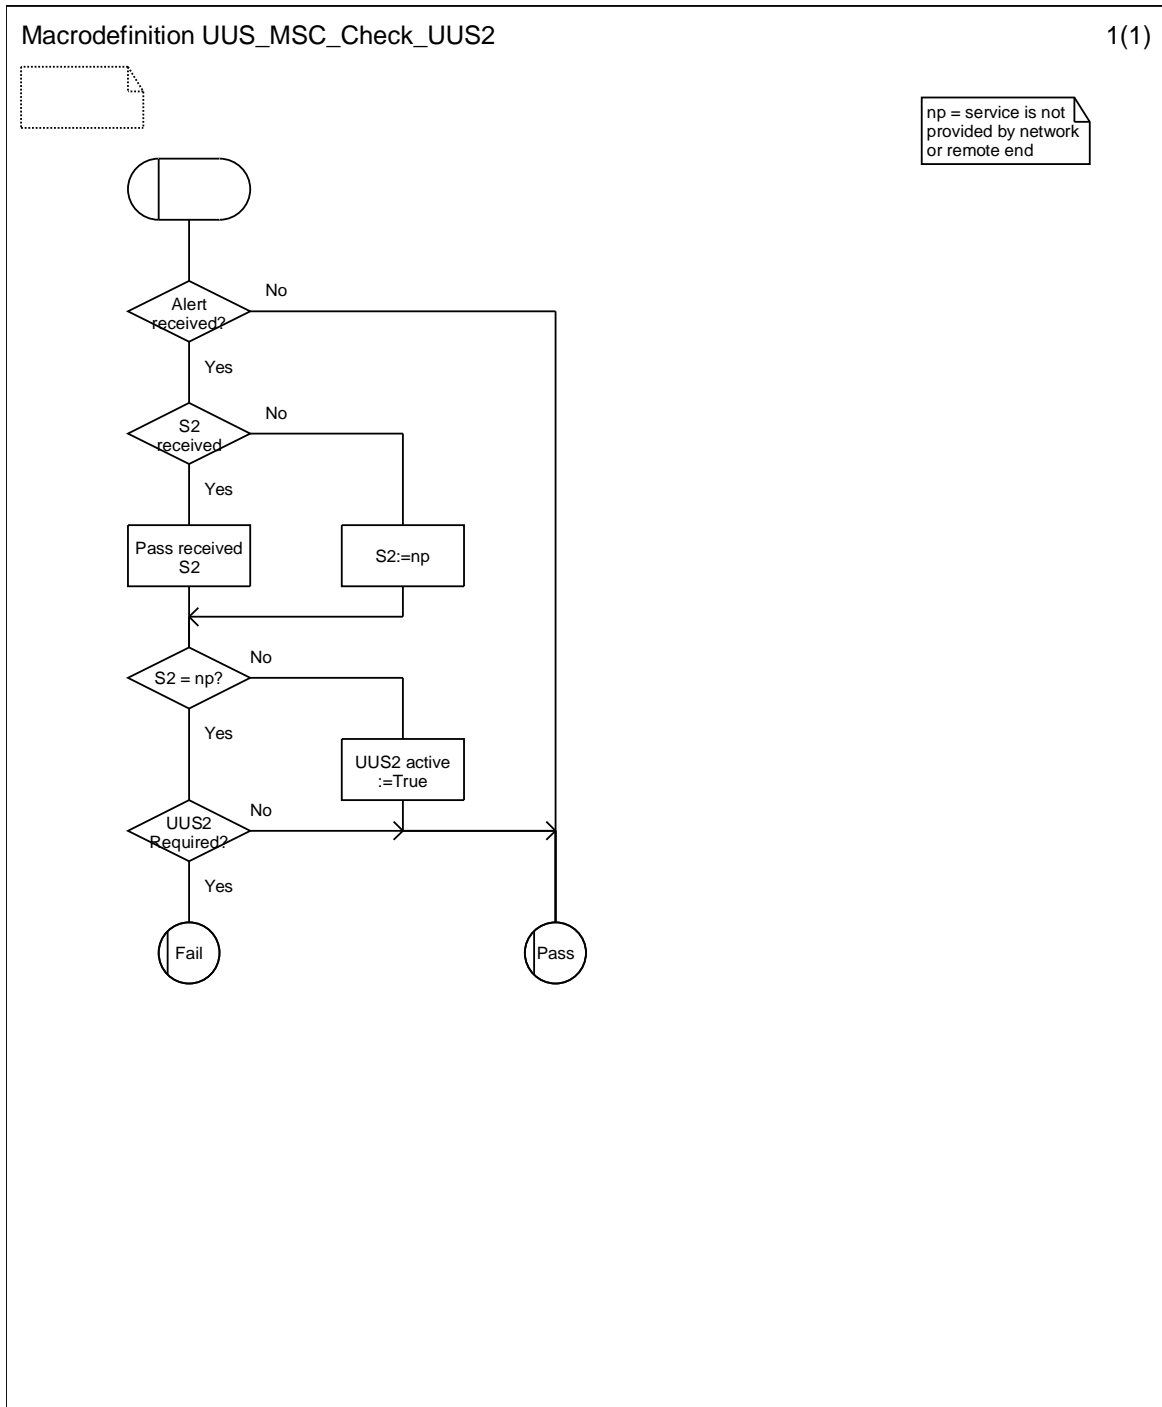 Macrodefinition UUS_MSC_Check_UUS2
1(1)
np = service is not
provided by network
or remote end
Alert
received?
No
Yes
S2
received
No
Yes
Pass received
S2
S2:=np
S2 = np?
No
Yes
UUS2 active
:=True
UUS2
Required?
No
Yes
Fail
Pass